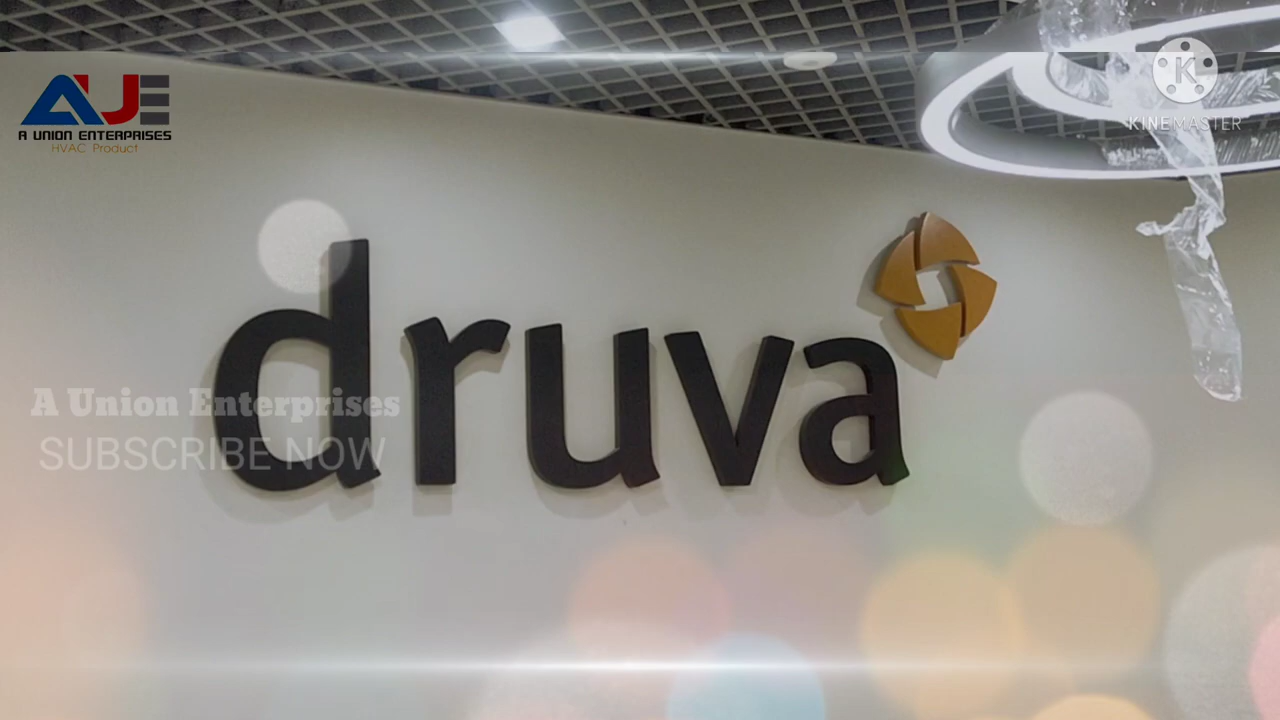 AUE
A UNION ENTERPRISES
HVAC Product
K
KINEMASTER
druva
A Union Enterprises
SUBSCRIBE NOW